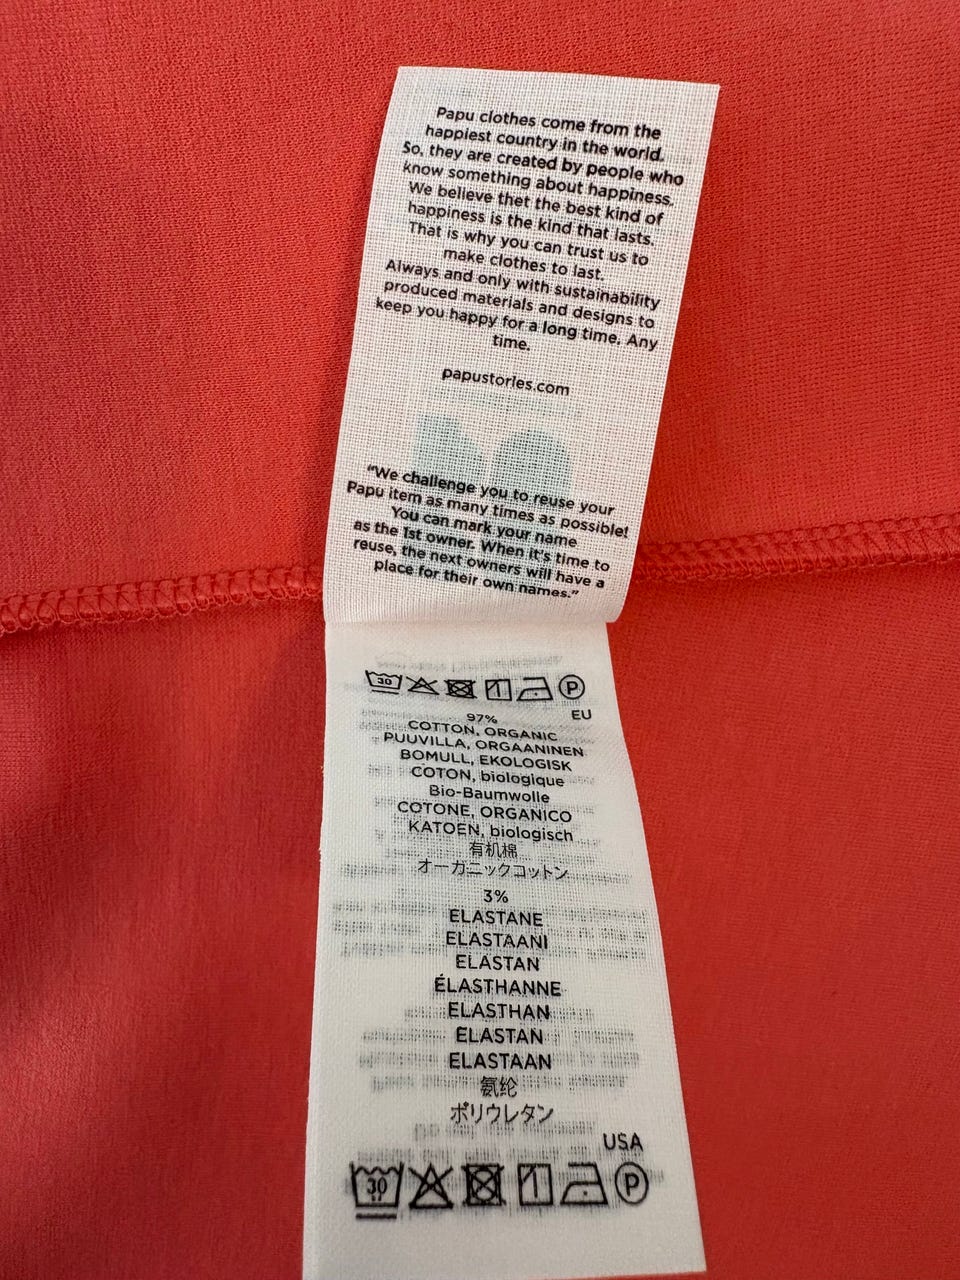 Papu clothes come from the
happiest country in the world.
So, they are created by people who
know something about happiness.
We believe thet the best kind of
happiness is the kind that lasts.
That is why you can trust us to
make clothes to last.
Always and only with sustainability
produced materials and designs to
keep you happy for a long time. Any
time.
papustories.com
“We challenge you to reuse your
Papu item as many times as possible!
You can mark your name
as the 1st owner. When it's time to
reuse, the next owners will have a
place for their own names.”
30 P
EU
97%
COTTON, ORGANIC
PUUVILLA, ORGAANINEN
BOMULL, EKOLOGISK
COTON, biologique
Bio-Baumwolle
COTONE, ORGANICO
KATOEN, biologisch
有机棉
オーガニックコットン
3%
ELASTANE
ELASTAANI
ELASTAN
ÉLASTHANNE
ELASTHAN
ELASTAN
ELASTAAN
氨纶
ポリウレタン
USA
30 P